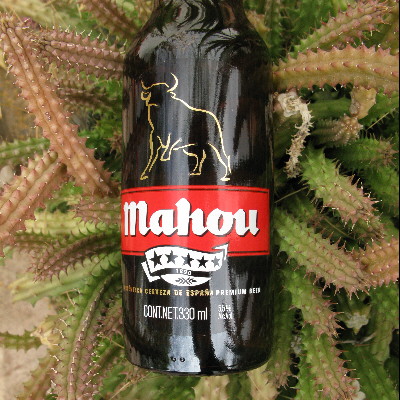 Mahou
1890
CERVEZA DE ESPAÑA PREMIUM BEER
CONT.NET.330 ml